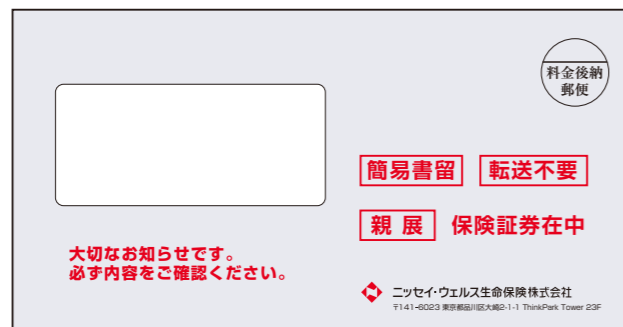 料金後納
郵便
簡易書留 転送不要
親 展 保険証券在中
大切なお知らせです。
必ず内容をご確認ください。
ニッセイ・ウェルス生命保険株式会社
〒141-6023 東京都品川区大崎2-1-1 ThinkPark Tower 23F